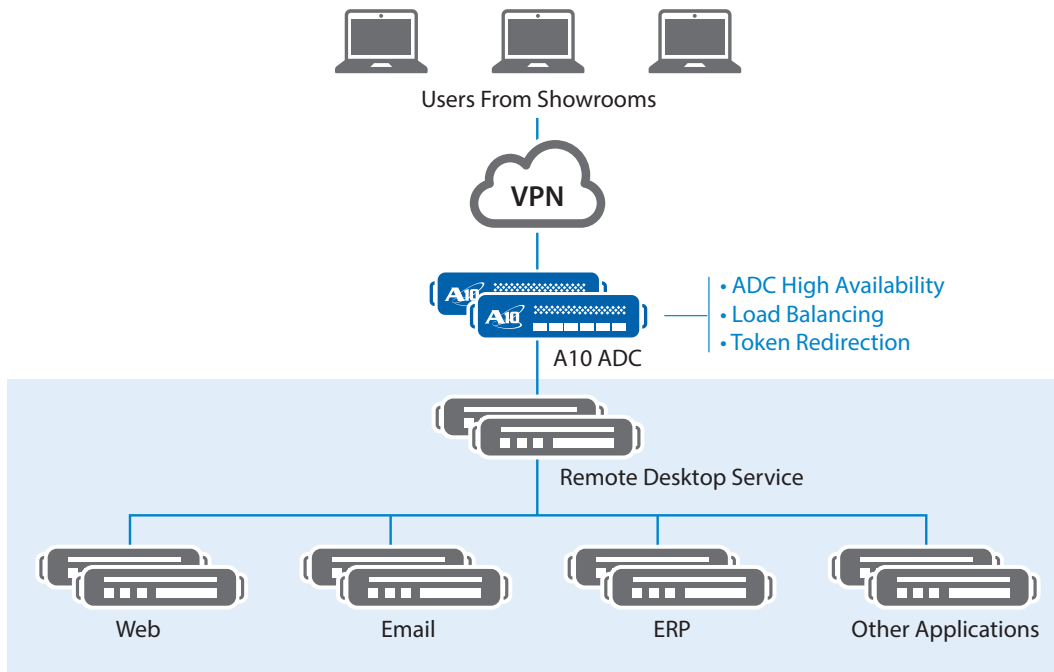 Users From Showrooms
VPN
A10
A10
• ADC High Availability
• Load Balancing
• Token Redirection
A10 ADC
Remote Desktop Service
Web
Email
ERP
Other Applications